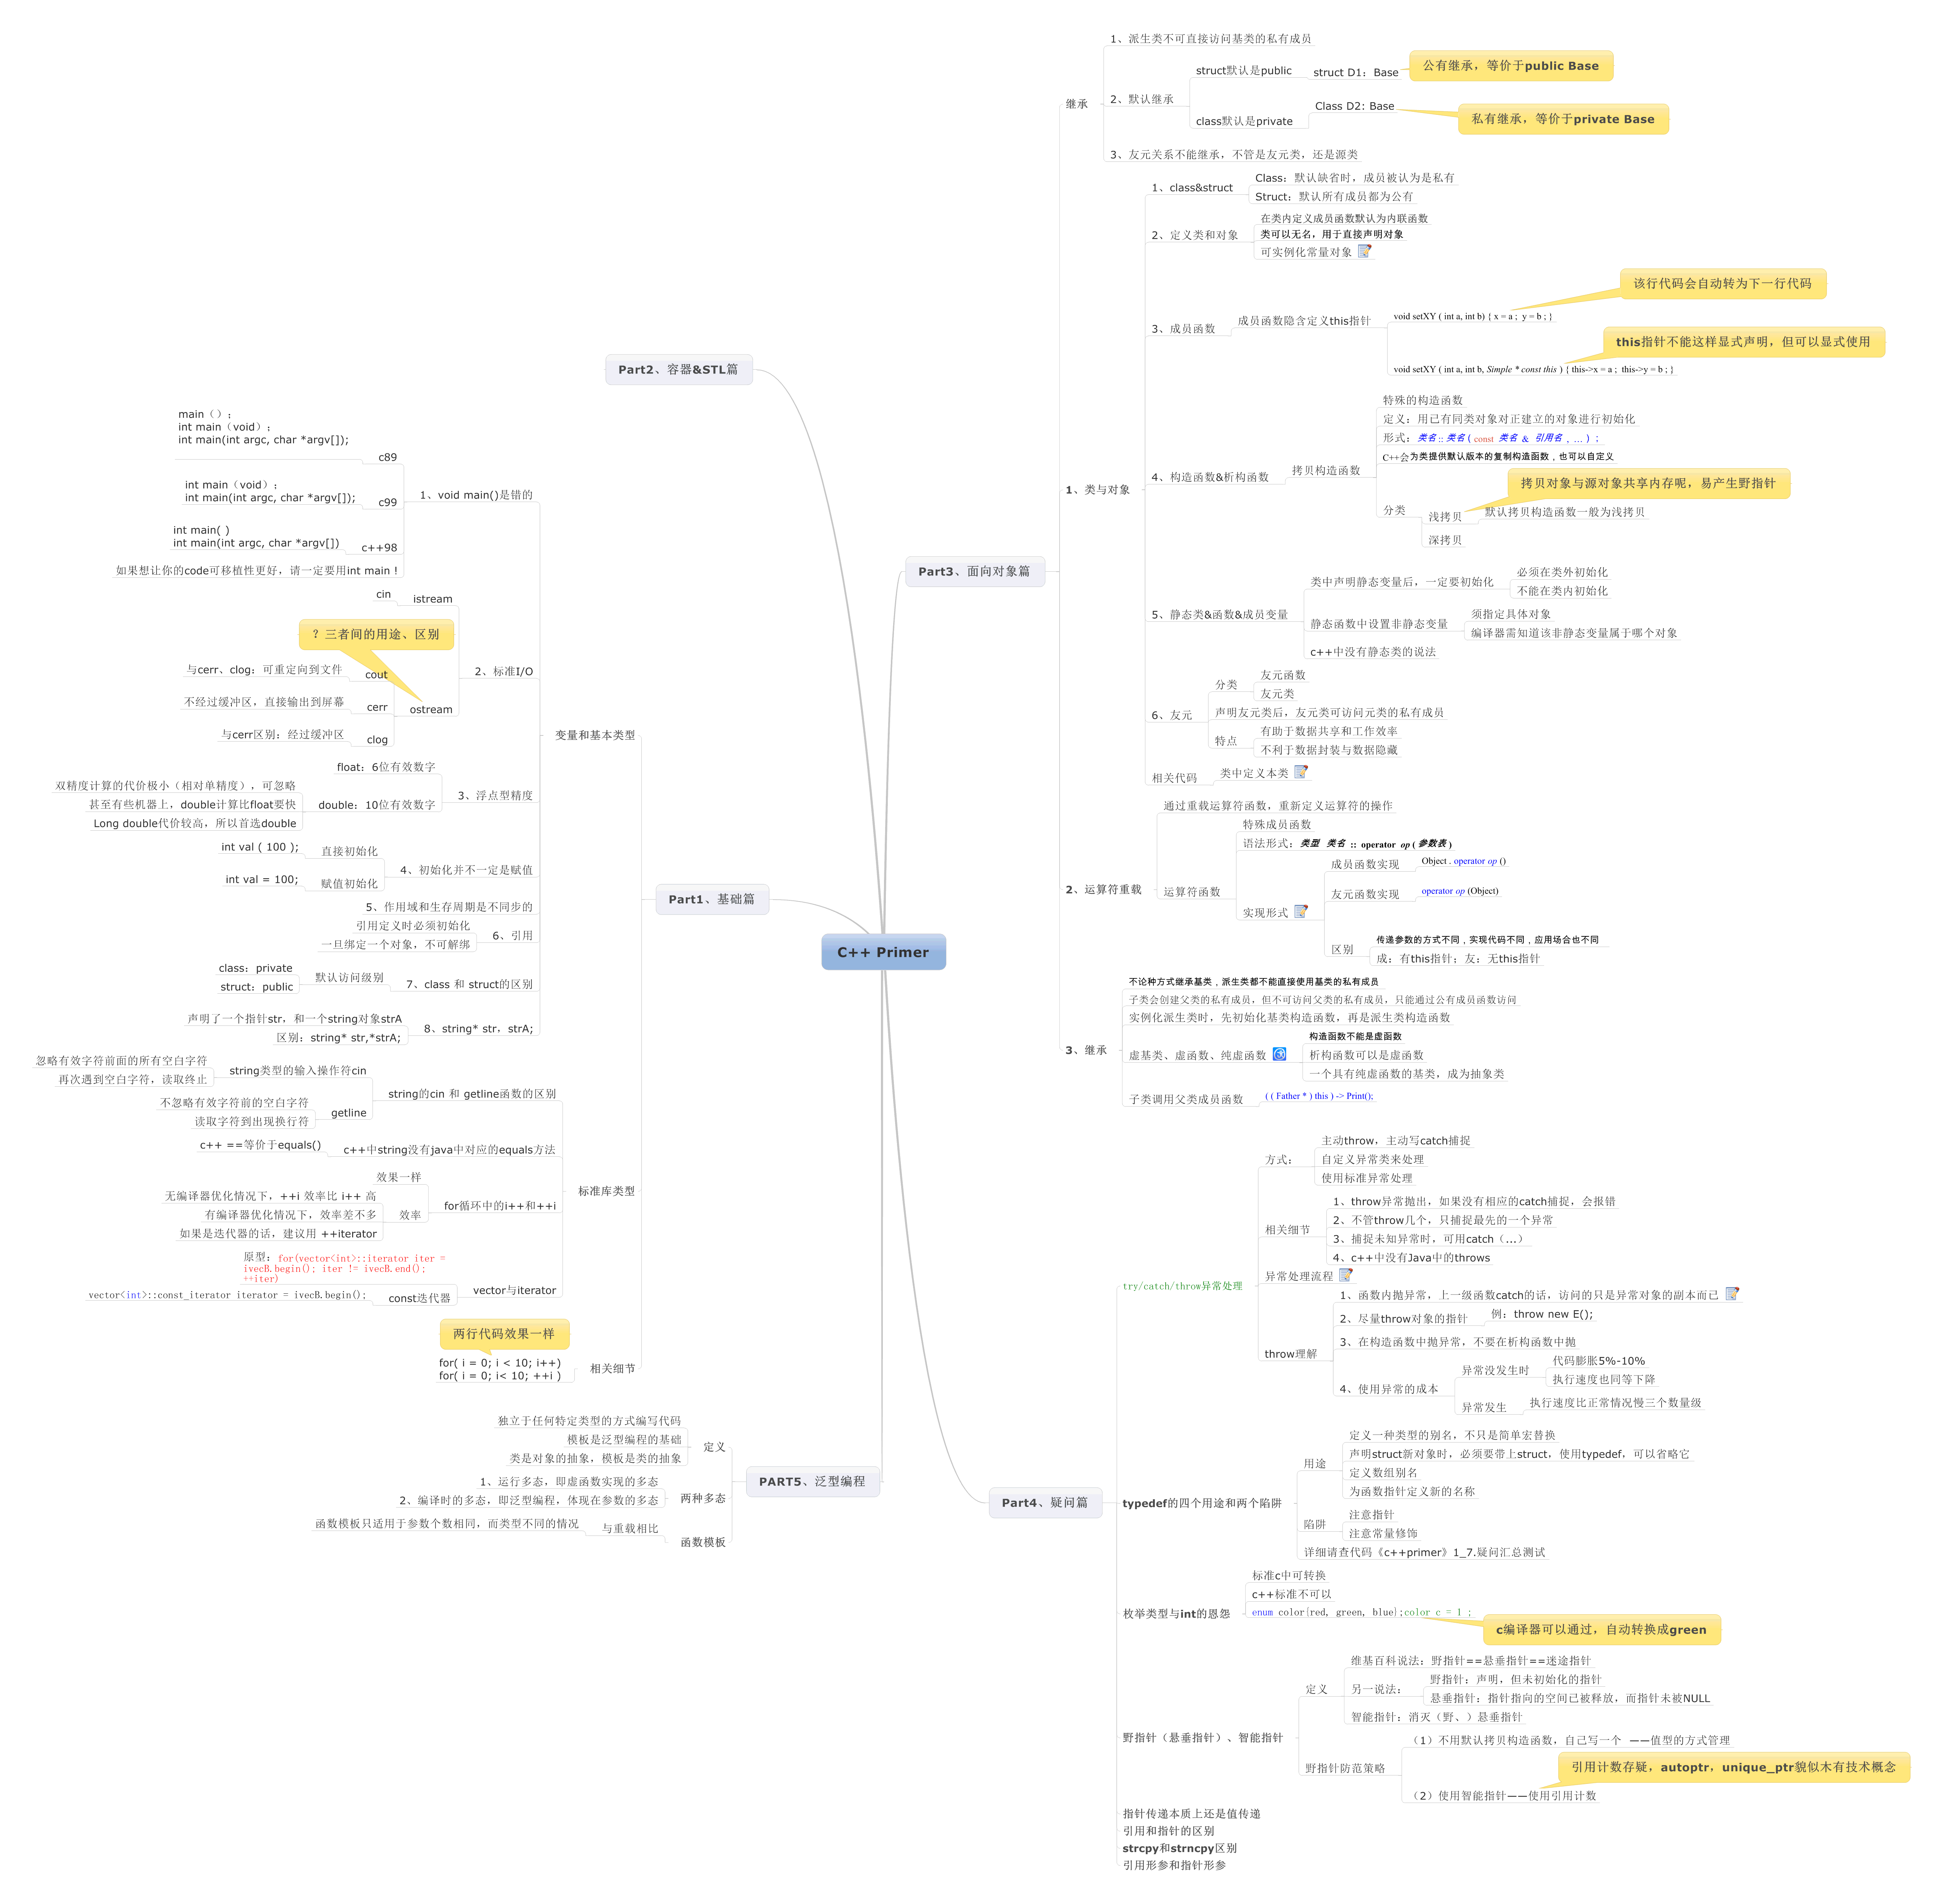 C++ Primer
Part1、基础篇
变量和基本类型
1、void main()是错的
main（）；
int main（void）；
int main(int argc, char *argv[]);
c89
int main（void）；
int main(int argc, char *argv[]);
c99
int main( )
int main(int argc, char *argv[])
c++98
如果想让你的code可移植性更好，请一定要用int main !
2、标准I/O
cin
istream
？三者间的用途、区别
ostream
与cerr、clog：可重定向到文件
cout
不经过缓冲区，直接输出到屏幕
cerr
与cerr区别：经过缓冲区
clog
3、浮点型精度
float：6位有效数字
double：10位有效数字
双精度计算的代价极小（相对单精度），可忽略
甚至有些机器上，double计算比float要快
Long double代价较高，所以首选double
4、初始化并不一定是赋值
int val ( 100 );
直接初始化
int val = 100;
赋值初始化
5、作用域和生存周期是不同步的
6、引用
引用定义时必须初始化
一旦绑定一个对象，不可解绑
7、class 和 struct的区别
默认访问级别
class：private
struct：public
8、string* str，strA;
声明了一个指针str，和一个string对象strA
区别：string* str,*strA;
标准库类型
string的cin 和 getline函数的区别
string类型的输入操作符cin
忽略有效字符前面的所有空白字符
再次遇到空白字符，读取终止
getline
不忽略有效字符前的空白字符
读取字符到出现换行符
c++中string没有java中对应的equals方法
c++ ==等价于equals()
for循环中的i++和++i
效果一样
效率
无编译器优化情况下，++i 效率比 i++ 高
有编译器优化情况下，效率差不多
如果是迭代器的话，建议用 ++iterator
vector与iterator
原型：for(vector<int>::iterator iter =
ivecB.begin(); iter != ivecB.end();
++iter)
const迭代器
vector<int>::const_iterator iterator = ivecB.begin();
相关细节
两行代码效果一样
for( i = 0; i < 10; i++)
for( i = 0; i< 10; ++i )
Part2、容器&STL篇
Part3、面向对象篇
继承
1、派生类不可直接访问基类的私有成员
2、默认继承
struct默认是public
struct D1：Base
公有继承，等价于public Base
class默认是private
Class D2: Base
私有继承，等价于private Base
3、友元关系不能继承，不管是友元类，还是源类
1、类与对象
1、class&struct
Class：默认缺省时，成员被认为是私有
Struct：默认所有成员都为公有
2、定义类和对象
在类内定义成员函数默认为内联函数
类可以无名，用于直接声明对象
可实例化常量对象
3、成员函数
成员函数隐含定义this指针
该行代码会自动转为下一行代码
void setXY ( int a, int b) { x = a ; y = b ; }
this指针不能这样显式声明，但可以显式使用
void setXY ( int a, int b, Simple * const this ) { this->x = a ; this->y = b ; }
4、构造函数&析构函数
拷贝构造函数
特殊的构造函数
定义：用已有同类对象对正建立的对象进行初始化
形式：类名 :: 类名 ( const 类名 & 引用名 , … ) ;
C++会为类提供默认版本的复制构造函数，也可以自定义
分类
拷贝对象与源对象共享内存呢，易产生野指针
浅拷贝
默认拷贝构造函数一般为浅拷贝
深拷贝
5、静态类&函数&成员变量
类中声明静态变量后，一定要初始化
必须在类外初始化
不能在类内初始化
静态函数中设置非静态变量
须指定具体对象
编译器需知道该非静态变量属于哪个对象
c++中没有静态类的说法
6、友元
分类
友元函数
友元类
声明友元类后，友元类可访问元类的私有成员
特点
有助于数据共享和工作效率
不利于数据封装与数据隐藏
相关代码
类中定义本类
2、运算符重载
通过重载运算符函数，重新定义运算符的操作
运算符函数
特殊成员函数
语法形式：类型 类名 :: operator op ( 参数表 )
实现形式
成员函数实现
Object . operator op ()
友元函数实现
operator op (Object)
区别
传递参数的方式不同，实现代码不同，应用场合也不同
成：有this指针；友：无this指针
3、继承
不论种方式继承基类，派生类都不能直接使用基类的私有成员
子类会创建父类的私有成员，但不可访问父类的私有成员，只能通过公有成员函数访问
实例化派生类时，先初始化基类构造函数，再是派生类构造函数
虚基类、虚函数、纯虚函数
构造函数不能是虚函数
析构函数可以是虚函数
一个具有纯虚函数的基类，成为抽象类
子类调用父类成员函数
( ( Father * ) this ) -> Print();
Part4、疑问篇
try/catch/throw异常处理
方式：
主动throw，主动写catch捕捉
自定义异常类来处理
使用标准异常处理
相关细节
1、throw异常抛出，如果没有相应的catch捕捉，会报错
2、不管throw几个，只捕捉最先的一个异常
3、捕捉未知异常时，可用catch（...）
4、c++中没有Java中的throws
异常处理流程
throw理解
1、函数内抛异常，上一级函数catch的话，访问的只是异常对象的副本而已
2、尽量throw对象的指针
例：throw new E();
3、在构造函数中抛异常，不要在析构函数中抛
4、使用异常的成本
异常没发生时
代码膨胀5%-10%
执行速度也同等下降
异常发生
执行速度比正常情况慢三个数量级
typedef的四个用途和两个陷阱
用途
定义一种类型的别名，不只是简单宏替换
声明struct新对象时，必须要带上struct，使用typedef，可以省略它
定义数组别名
为函数指针定义新的名称
陷阱
注意指针
注意常量修饰
详细请查代码《c++primer》1_7.疑问汇总测试
枚举类型与int的恩怨
标准c中可转换
c++标准不可以
enum color{red, green, blue};color c = 1 ;
c编译器可以通过，自动转换成green
野指针（悬垂指针）、智能指针
定义
维基百科说法：野指针==悬垂指针==迷途指针
另一说法：
野指针：声明，但未初始化的指针
悬垂指针：指针指向的空间已被释放，而指针未被NULL
智能指针：消灭（野、）悬垂指针
野指针防范策略
（1）不用默认拷贝构造函数，自己写一个 ——值型的方式管理
引用计数存疑，autoptr，unique_ptr貌似木有技术概念
（2）使用智能指针——使用引用计数
指针传递本质上还是值传递
引用和指针的区别
strcpy和strncpy区别
引用形参和指针形参
PART5、泛型编程
定义
独立于任何特定类型的方式编写代码
模板是泛型编程的基础
类是对象的抽象，模板是类的抽象
两种多态
1、运行多态，即虚函数实现的多态
2、编译时的多态，即泛型编程，体现在参数的多态
函数模板
与重载相比
函数模板只适用于参数个数相同，而类型不同的情况